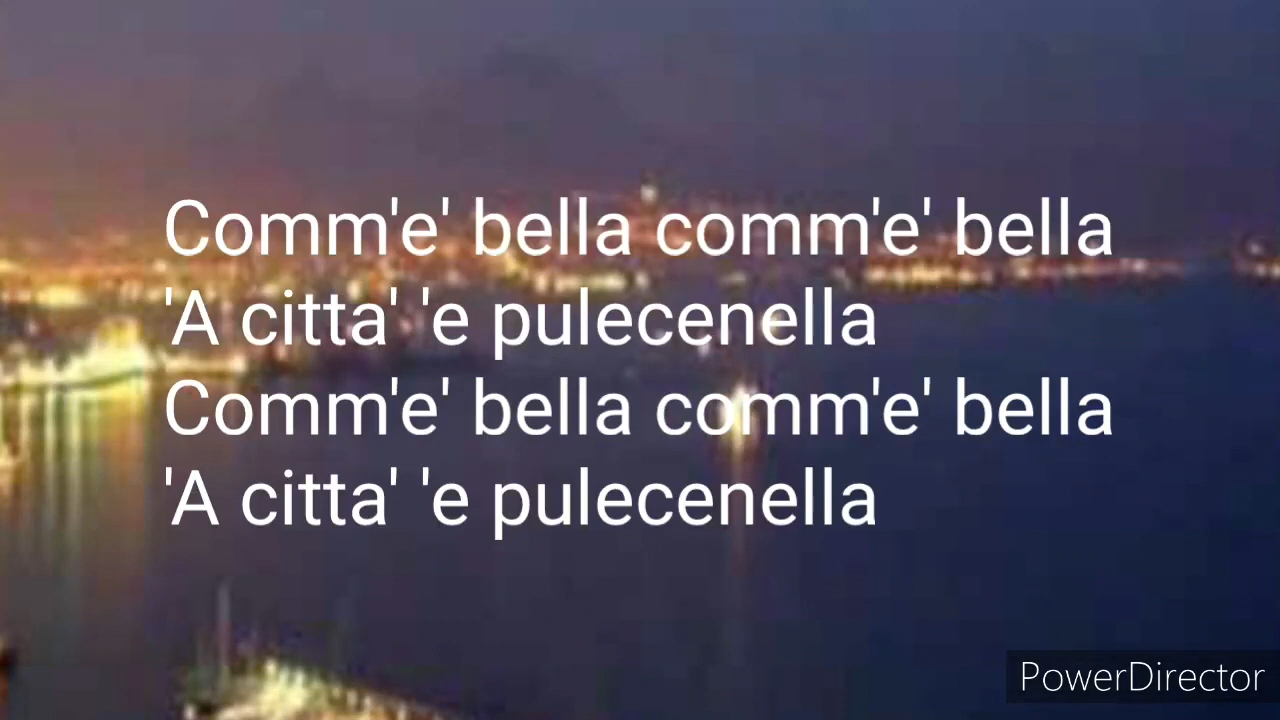 Comm'e' bella comm'e' bella
'A citta' 'e pulecenella
Comm'e' bella comm'e' bella
'A citta' 'e pulecenella
PowerDirector